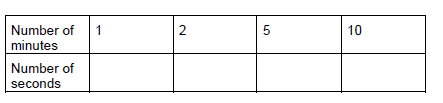 Number of minutes 1 2 5 10
Number of seconds